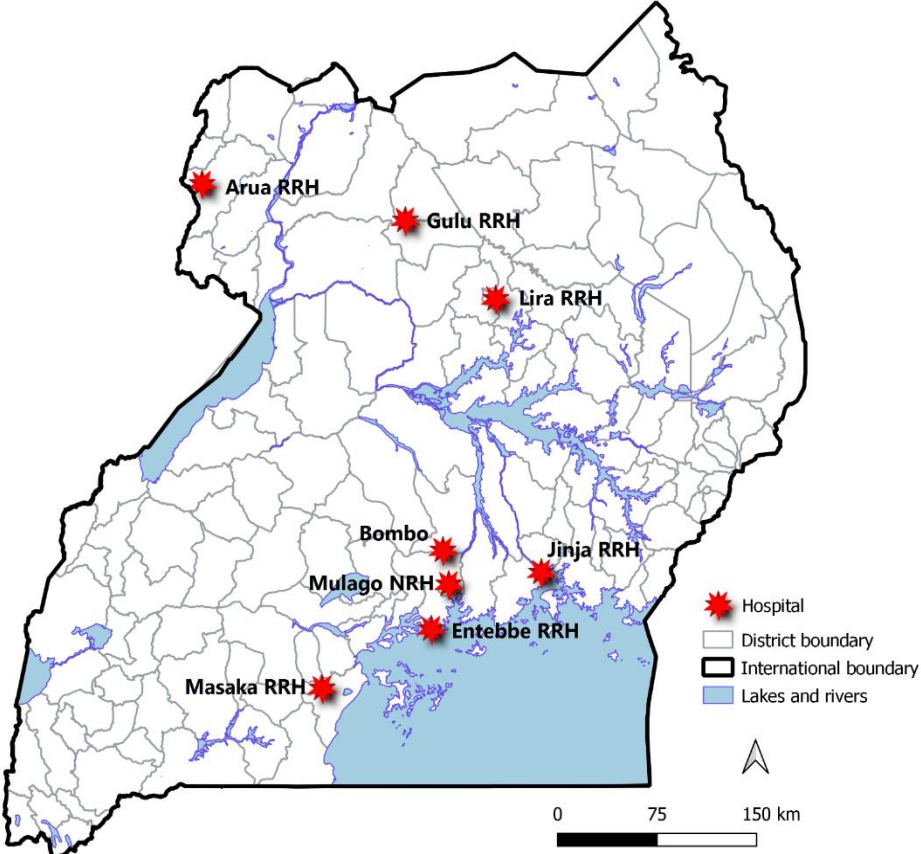 Arua RRH
Gulu RRH
Lira RRH
Bombo
Jinja RRH
Mulago NRH
Entebbe RRH
Masaka RRH
Hospital
District boundary
International boundary
Lakes and rivers
0 75 150 km